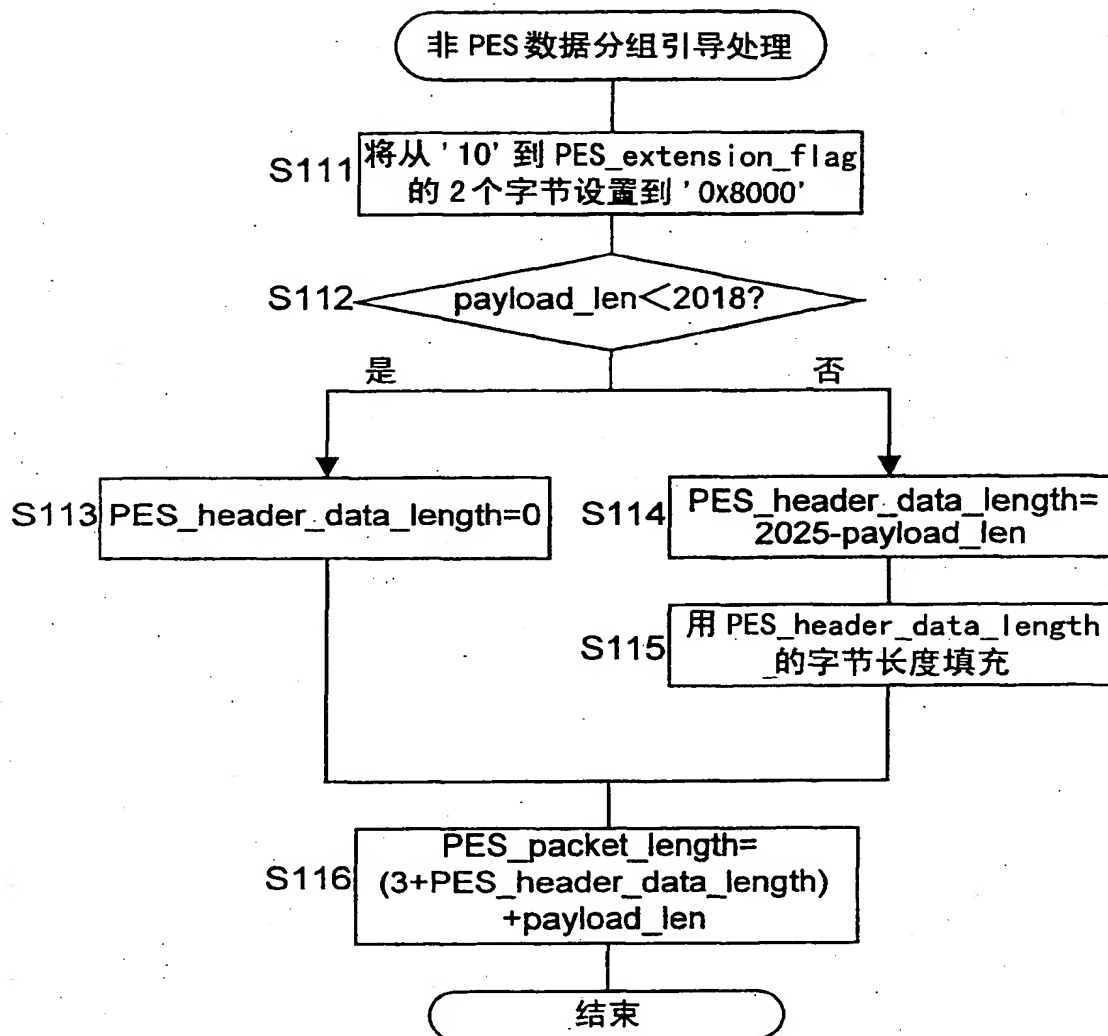 非 PES 数据分组引导处理
S111
将从 '10' 到 PES_extension_flag
的 2 个字节设置到 '0X8000'
S112
payload_len<2018?
是
否
S113
PES_header_data_length=0
S114
PES_header_data_length=
2025-payload_len
S115
用 PES_header_data_length
的字节长度填充
S116
PES_packet_length=
(3+PES_header_data_length)
+payload_len
结束